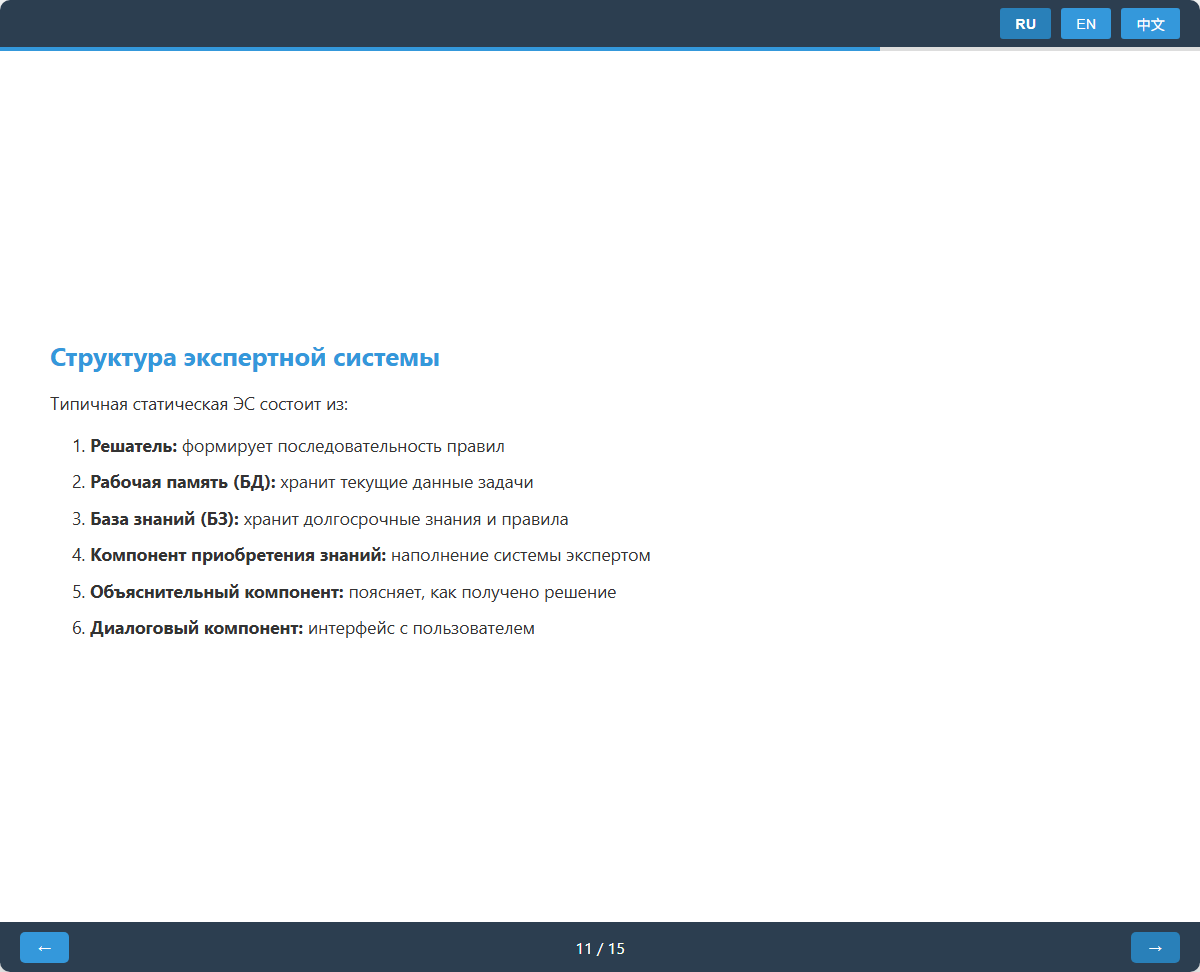 RU EN 中文
Структура экспертной системы
Типичная статическая ЭС состоит из:
1. Решатель: формирует последовательность правил
2. Рабочая память (БД): хранит текущие данные задачи
3. База знаний (БЗ): хранит долгосрочные знания и правила
4. Компонент приобретения знаний: наполнение системы экспертом
5. Объяснительный компонент: поясняет, как получено решение
6. Диалоговый компонент: интерфейс с пользователем
← 11 / 15 →